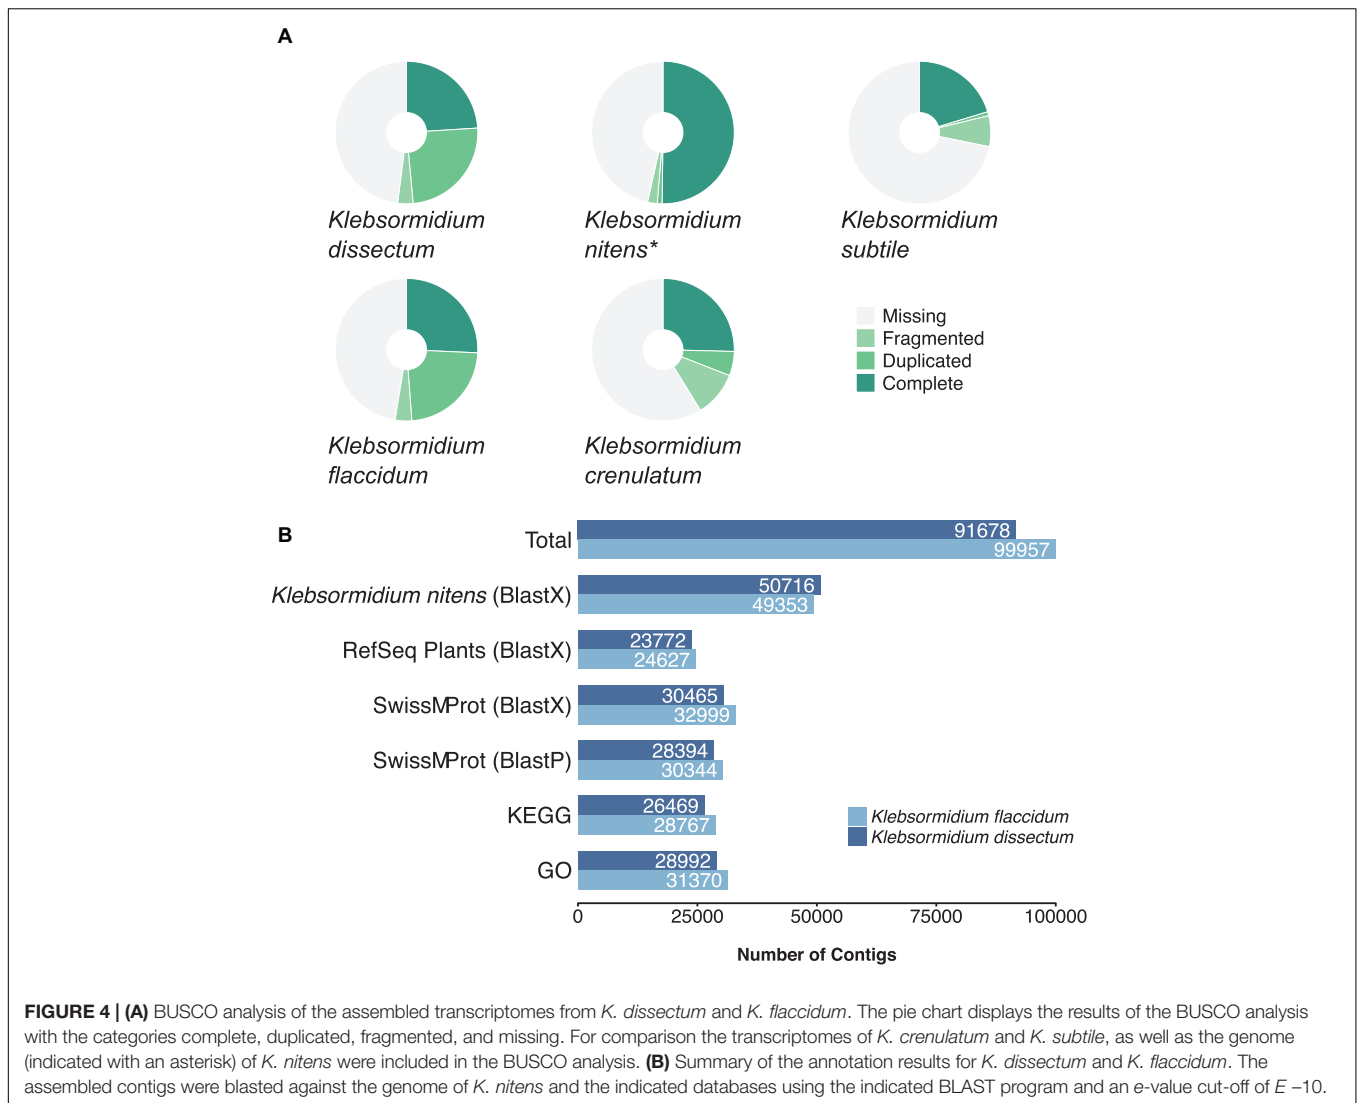 A
Klebsormidium
dissectum
Klebsormidium
nitens*
Klebsormidium
subtile
Klebsormidium
flaccidum
Klebsormidium
crenulatum
Missing
Fragmented
Duplicated
Complete
B
Total
91678
99957
Klebsormidium nitens (BlastX)
50716
49353
RefSeq Plants (BlastX)
23772
24627
SwissMProt (BlastX)
30465
32999
SwissMProt (BlastP)
28394
30344
KEGG
26469
28767
GO
28992
31370
Klebsormidium flaccidum
Klebsormidium dissectum
0 25000 50000 75000 100000
Number of Contigs
FIGURE 4 | (A) BUSCO analysis of the assembled transcriptomes from K. dissectum and K. flaccidum. The pie chart displays the results of the BUSCO analysis
with the categories complete, duplicated, fragmented, and missing. For comparison the transcriptomes of K. crenulatum and K. subtile, as well as the genome
(indicated with an asterisk) of K. nitens were included in the BUSCO analysis. (B) Summary of the annotation results for K. dissectum and K. flaccidum. The
assembled contigs were blasted against the genome of K. nitens and the indicated databases using the indicated BLAST program and an e-value cut-off of E –10.